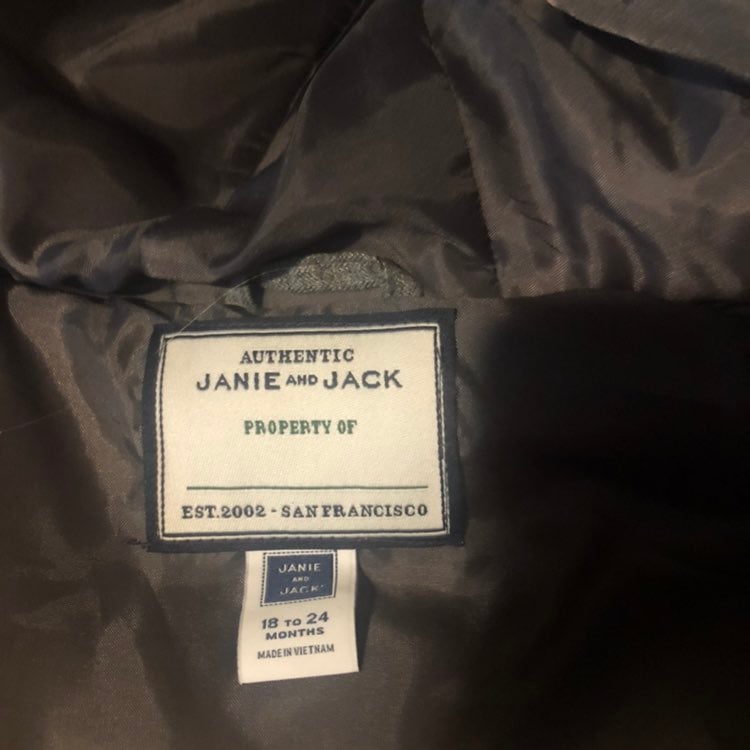 AUTHENTIC
JANIE AND JACK
PROPERTY OF
EST.2002 - SAN FRANCISCO
JANIE
AND
JACK
18 TO 24
MONTHS
MADE IN VIETNAM